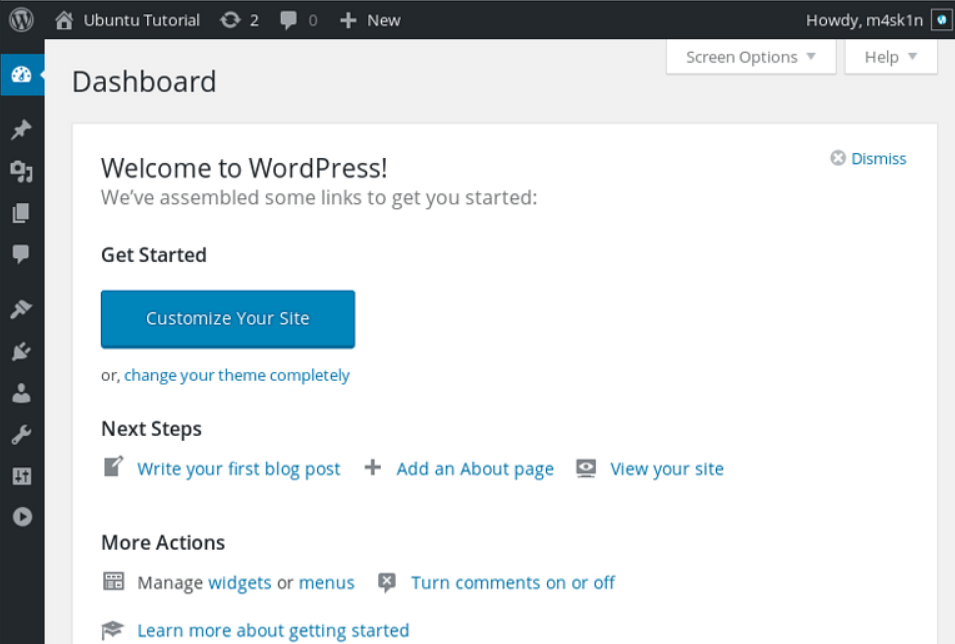 Ubuntu Tutorial 2 0 New Howdy, m4sk1n
Screen Options Help
Dashboard
Welcome to WordPress!
Dismiss
We’ve assembled some links to get you started:
Get Started
Customize Your Site
or, change your theme completely
Next Steps
Write your first blog post Add an About page View your site
More Actions
Manage widgets or menus Turn comments on or off
Learn more about getting started